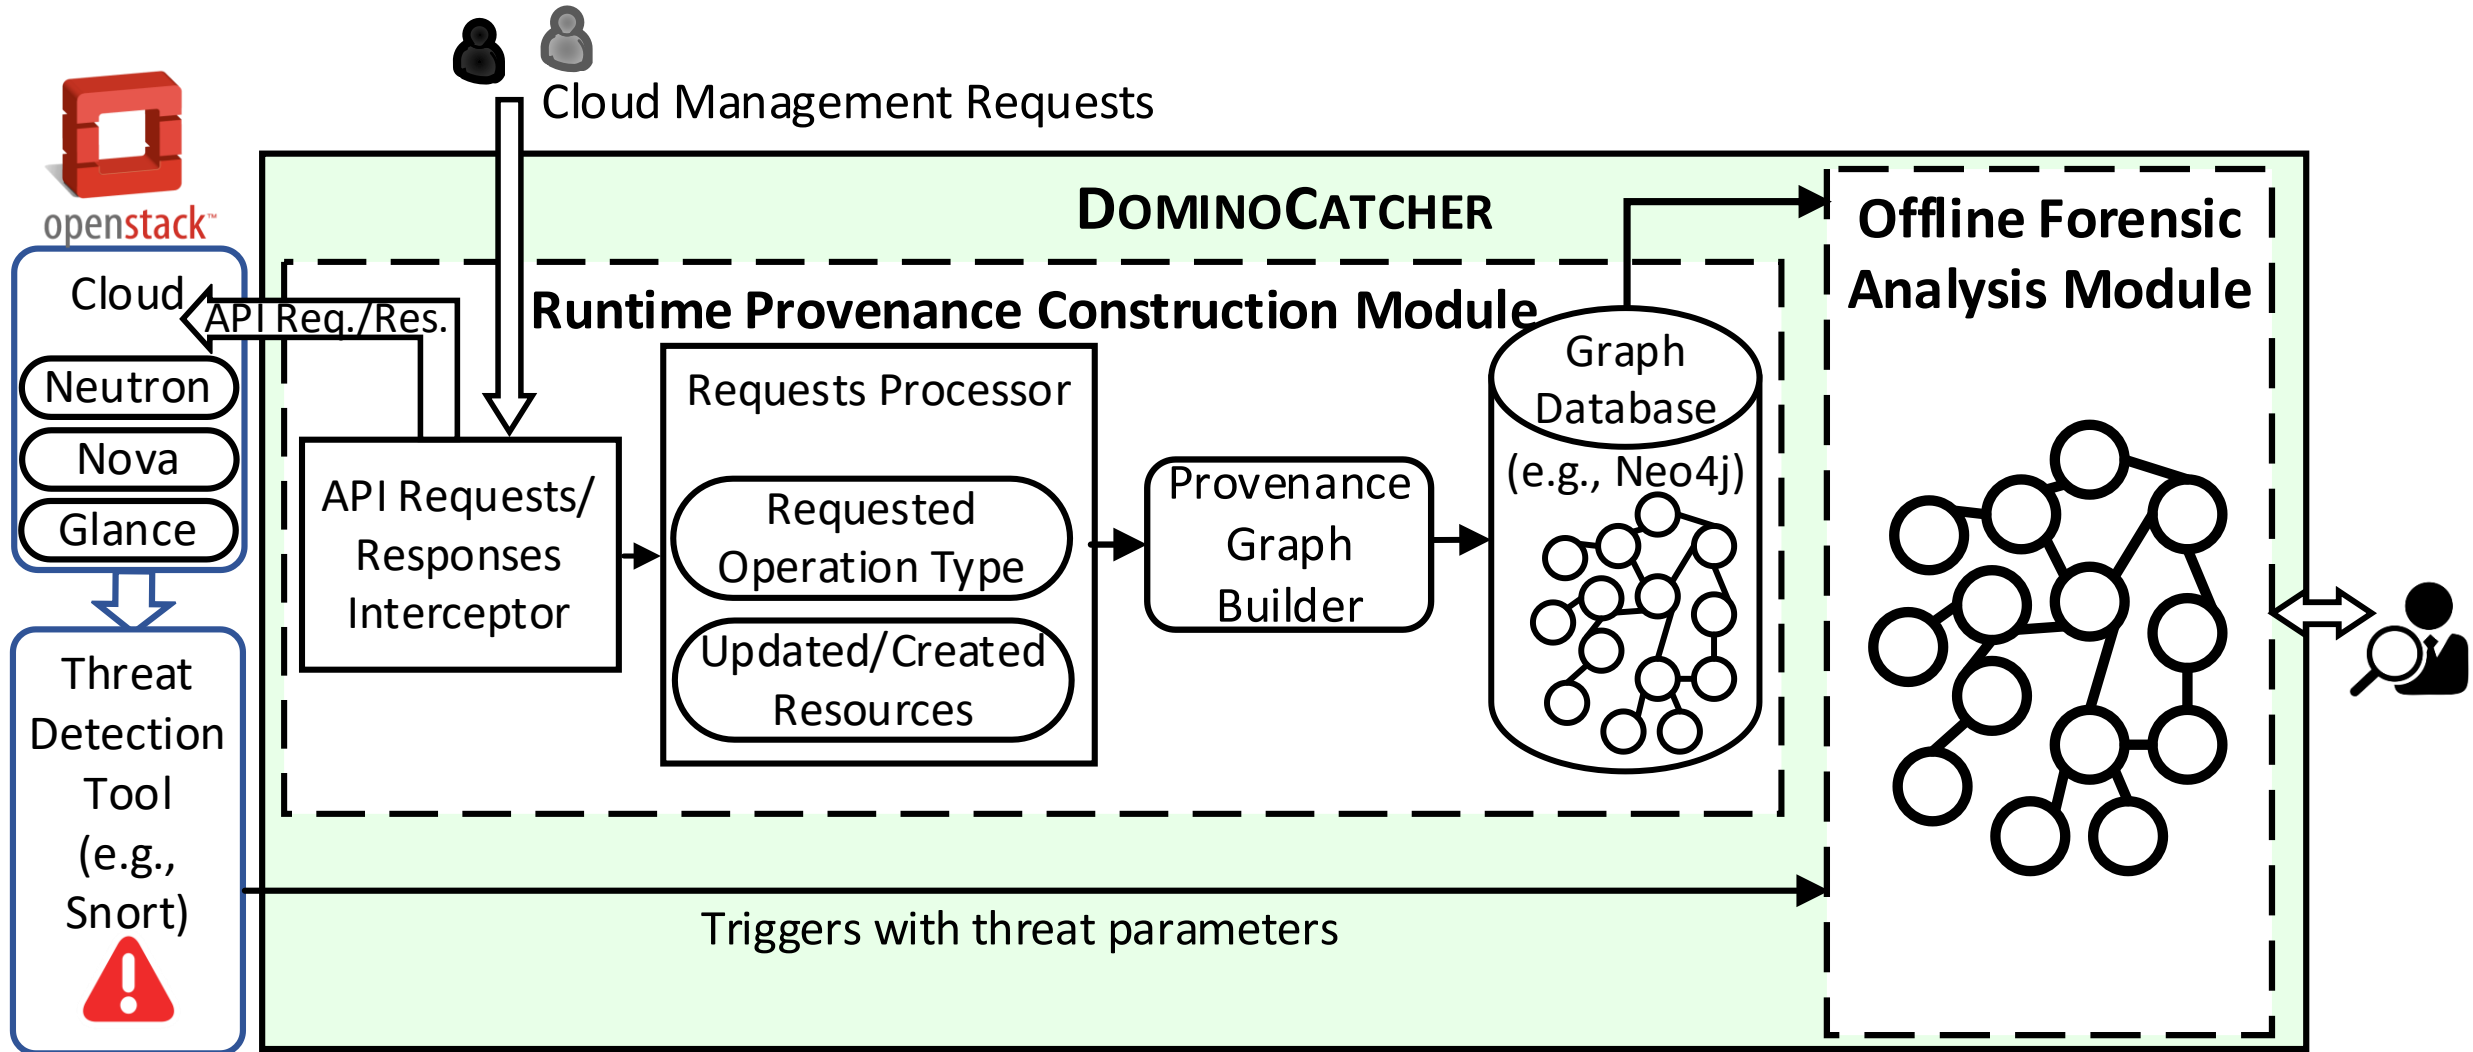 Cloud Management Requests
openstack™
DOMINOCATCHER
Offline Forensic
Analysis Module
Cloud
API Req./Res.
Runtime Provenance Construction Module
Neutron
Nova
Glance
API Requests/
Responses
Interceptor
Requests Processor
Requested
Operation Type
Updated/Created
Resources
Provenance
Graph
Builder
Graph
Database
(e.g., Neo4j)
Threat
Detection
Tool
(e.g.,
Snort)
Triggers with threat parameters